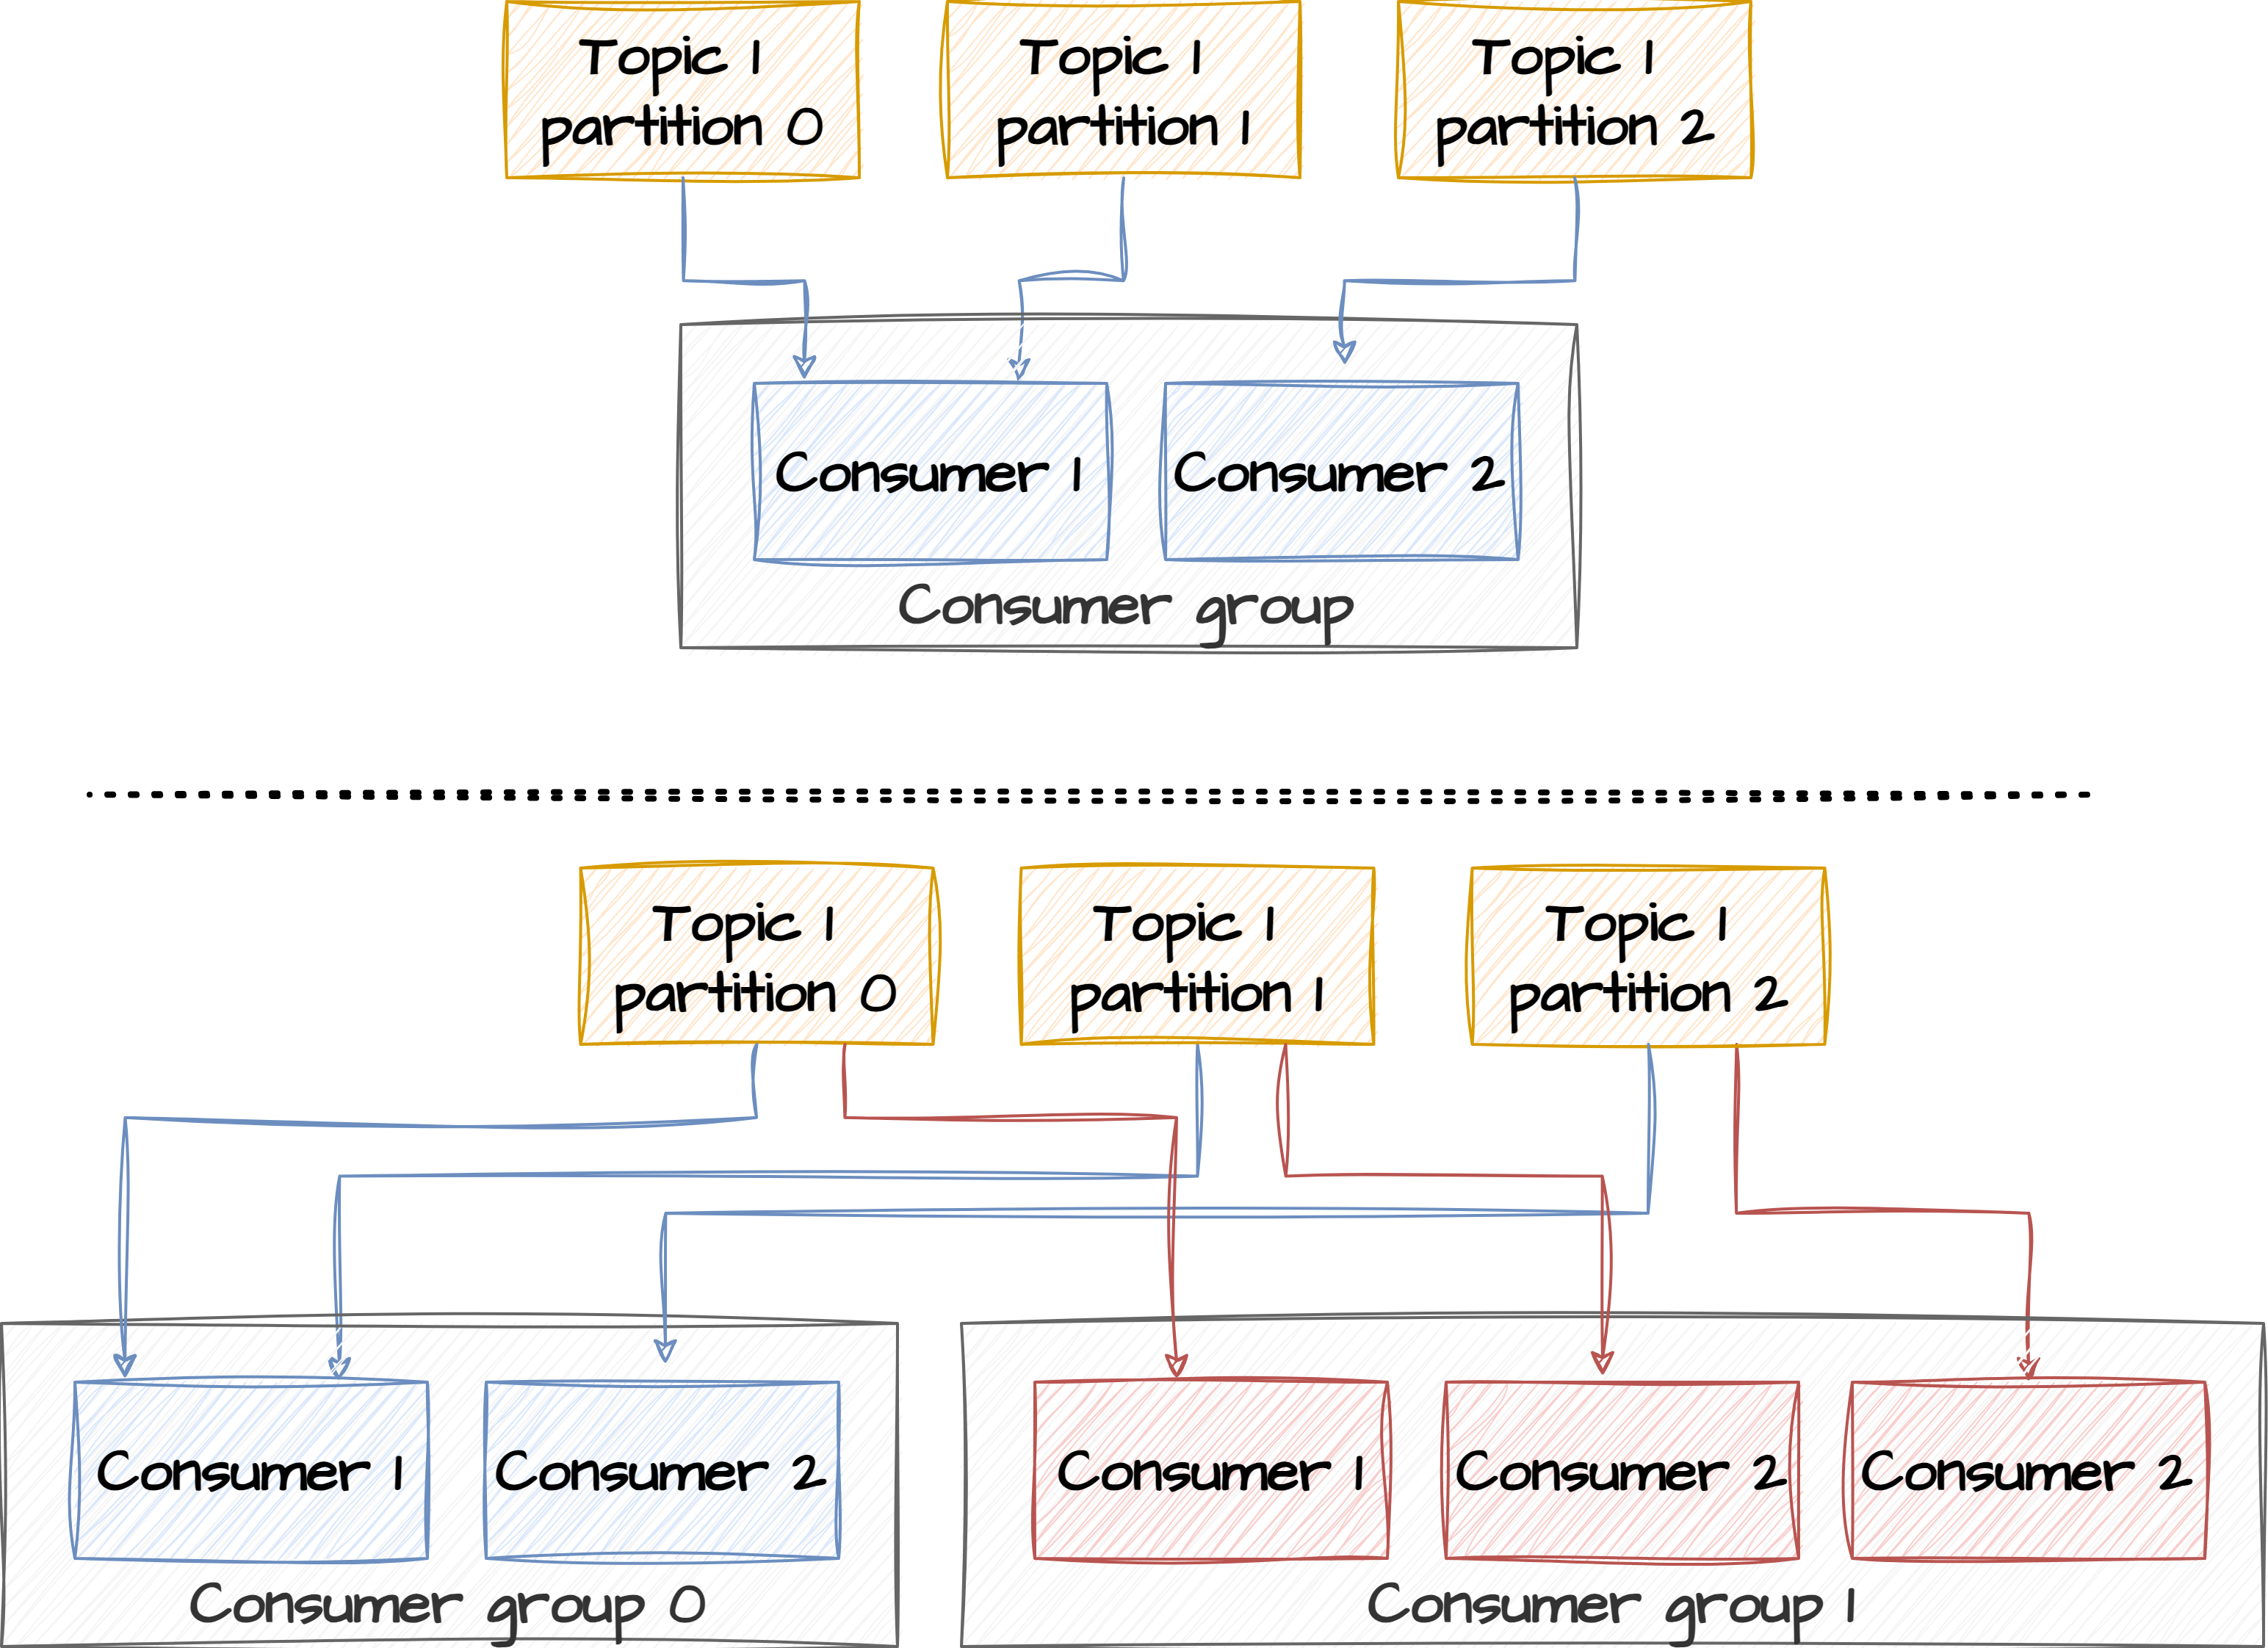 Topic 1
partition 0
Topic 1
partition 1
Topic 1
partition 2
Consumer 1
Consumer 2
Consumer group
Topic 1
partition 0
Topic 1
partition 1
Topic 1
partition 2
Consumer 1
Consumer 2
Consumer group 0
Consumer 1
Consumer 2
Consumer 2
Consumer group 1